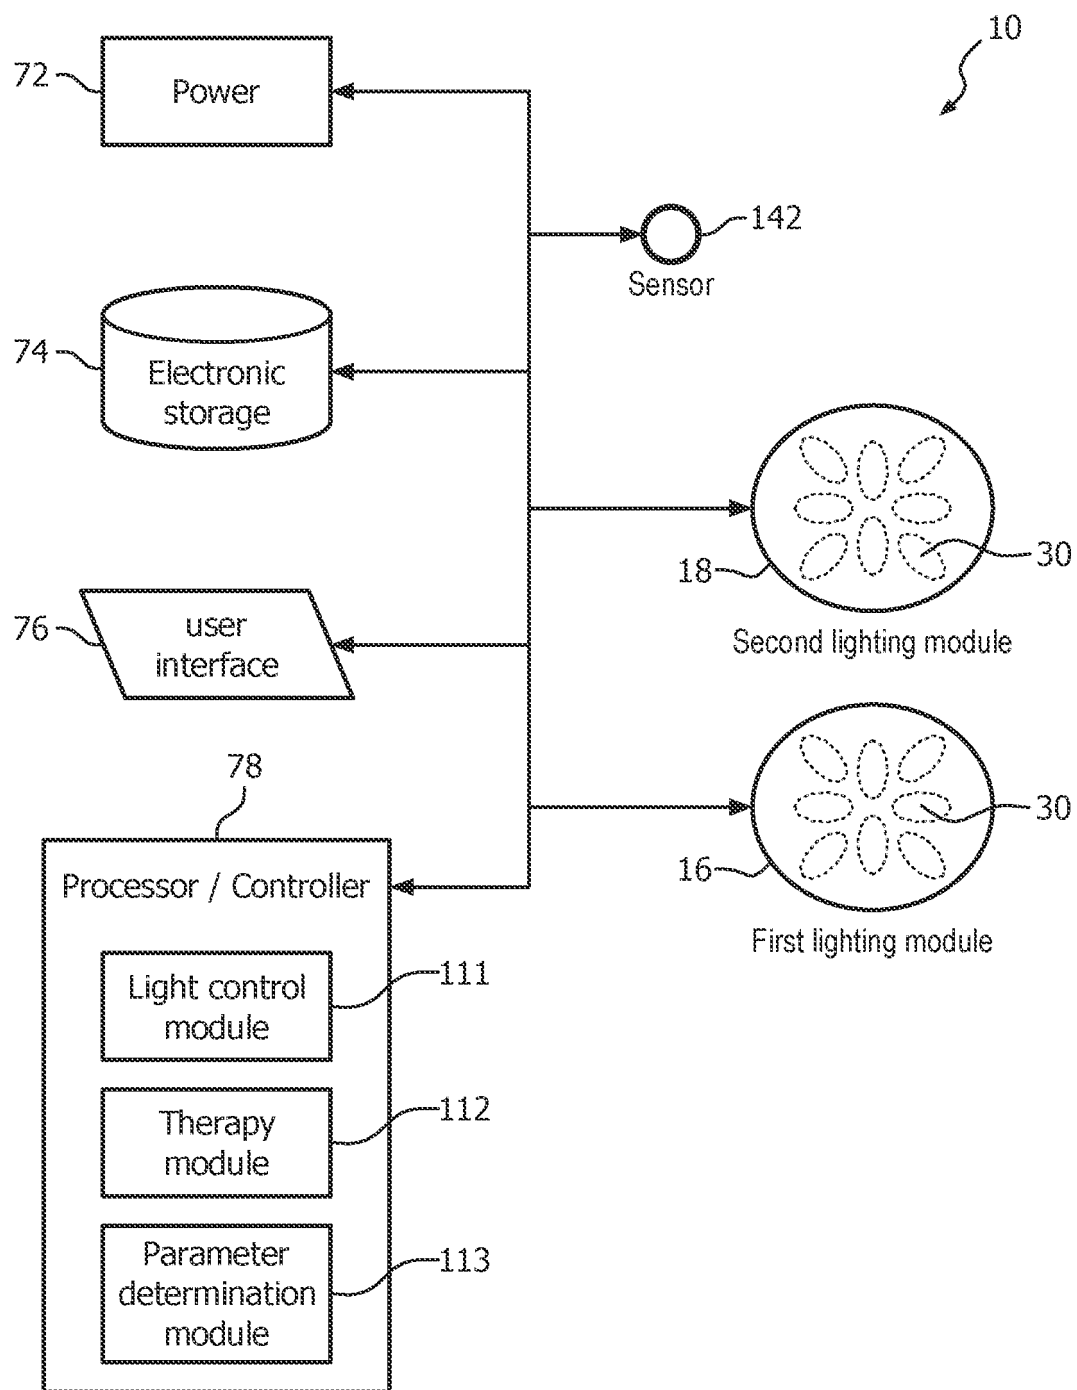 10
72
Power
142
Sensor
74
Electronic
storage
18
30
Second lighting module
76
user
interface
78
16
30
First lighting module
Processor / Controller
Light control
module
111
Therapy
module
112
Parameter
determination
module
113